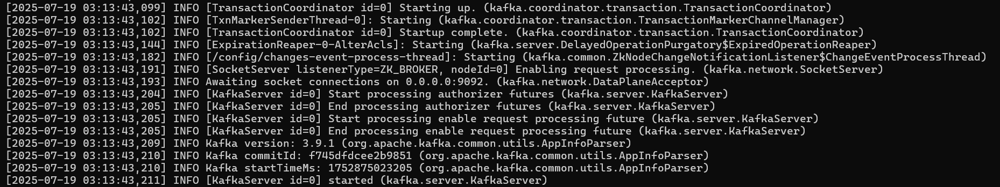 [2025-07-19 03:13:43,099] INFO [TransactionCoordinator id=0] Starting up. (kafka.coordinator.transaction.TransactionCoordinator)
[2025-07-19 03:13:43,102] INFO [TxnMarkerSenderThread-0]: Starting (kafka.coordinator.transaction.TransactionMarkerChannelManager)
[2025-07-19 03:13:43,102] INFO [TransactionCoordinator id=0] Startup complete. (kafka.coordinator.transaction.TransactionCoordinator)
[2025-07-19 03:13:43,144] INFO [ExpirationReaper-0-AlterAcls]: Starting (kafka.server.DelayedOperationPurgatory$ExpiredOperationReaper)
[2025-07-19 03:13:43,182] INFO [/config/changes-event-process-thread]: Starting (kafka.common.ZkNodeChangeNotificationListener$ChangeEventProcessThread)
[2025-07-19 03:13:43,191] INFO [SocketServer listenerType=ZK_BROKER, nodeId=0] Enabling request processing. (kafka.network.SocketServer)
[2025-07-19 03:13:43,193] INFO Awaiting socket connections on 0.0.0.0:9092. (kafka.network.DataPlaneAcceptor)
[2025-07-19 03:13:43,204] INFO [KafkaServer id=0] Start processing authorizer futures (kafka.server.KafkaServer)
[2025-07-19 03:13:43,205] INFO [KafkaServer id=0] End processing authorizer futures (kafka.server.KafkaServer)
[2025-07-19 03:13:43,205] INFO [KafkaServer id=0] Start processing enable request processing future (kafka.server.KafkaServer)
[2025-07-19 03:13:43,205] INFO [KafkaServer id=0] End processing enable request processing future (kafka.server.KafkaServer)
[2025-07-19 03:13:43,209] INFO Kafka version: 3.9.1 (org.apache.kafka.common.utils.AppInfoParser)
[2025-07-19 03:13:43,210] INFO Kafka commitId: f745dfdcee2b9851 (org.apache.kafka.common.utils.AppInfoParser)
[2025-07-19 03:13:43,210] INFO Kafka startTimeMs: 1752875023205 (org.apache.kafka.common.utils.AppInfoParser)
[2025-07-19 03:13:43,211] INFO [KafkaServer id=0] started (kafka.server.KafkaServer)